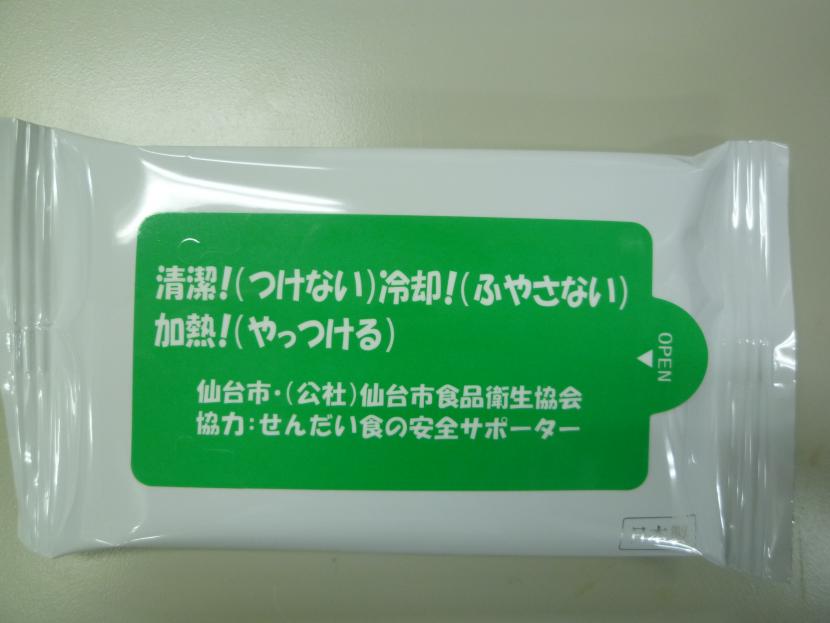 清潔!(つけない)冷却!(ふやさない)
加熱!(やっつける)
仙台市・(公社)仙台市食品衛生協会
協力:せんだい食の安全サポーター
OPEN
日本製